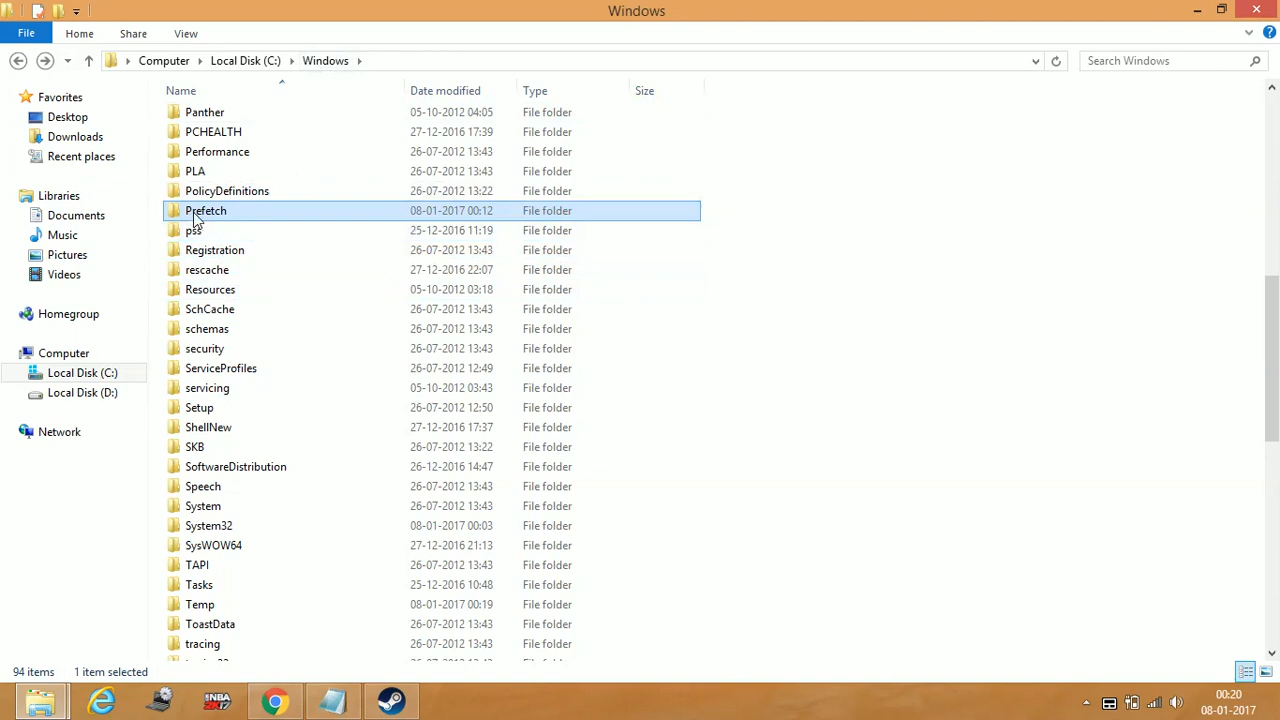 Windows
File Home Share View
Computer Local Disk (C:) Windows
Search Windows
Name Date modified Type Size
Favorites
Desktop
Downloads
Recent places
Libraries
Documents
Music
Pictures
Videos
Homegroup
Computer
Local Disk (C:)
Local Disk (D:)
Network
Panther 05-10-2012 04:05 File folder
PCHEALTH 27-12-2016 17:39 File folder
Performance 26-07-2012 13:43 File folder
PLA 26-07-2012 13:43 File folder
PolicyDefinitions 26-07-2012 13:22 File folder
Prefetch 08-01-2017 00:12 File folder
pss 25-12-2016 11:19 File folder
Registration 26-07-2012 13:43 File folder
rescache 27-12-2016 22:07 File folder
Resources 05-10-2012 03:18 File folder
SchCache 26-07-2012 13:43 File folder
schemas 26-07-2012 13:43 File folder
security 26-07-2012 13:43 File folder
ServiceProfiles 26-07-2012 12:49 File folder
servicing 05-10-2012 03:43 File folder
Setup 26-07-2012 12:50 File folder
ShellNew 27-12-2016 17:37 File folder
SKB 26-07-2012 13:22 File folder
SoftwareDistribution 26-12-2016 14:47 File folder
Speech 26-07-2012 13:43 File folder
System 26-07-2012 13:43 File folder
System32 08-01-2017 00:03 File folder
SysWOW64 27-12-2016 21:13 File folder
TAPI 26-07-2012 13:43 File folder
Tasks 25-12-2016 10:48 File folder
Temp 08-01-2017 00:19 File folder
ToastData 26-07-2012 13:43 File folder
tracing 26-07-2012 13:43 File folder
94 items 1 item selected
NBA
2K17
00:20
08-01-2017